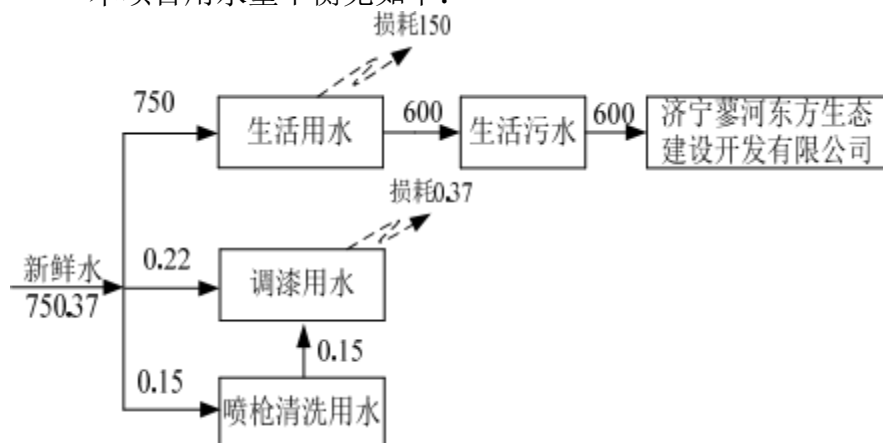 本项目用水量平衡见如下：
损耗150
750
生活用水
600
生活污水
600
济宁蓼河东方生态
建设开发有限公司
损耗0.37
新鲜水
750.37
0.22
调漆用水
0.15
0.15
喷枪清洗用水